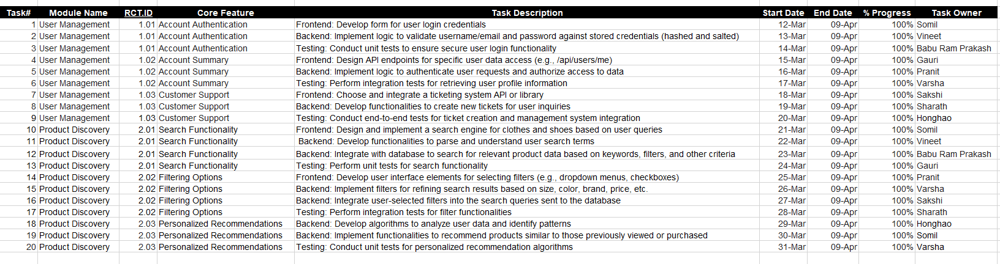 Task# Module Name RCT.ID Core Feature Task Description Start Date End Date % Progress Task Owner
1 User Management 1.01 Account Authentication Frontend: Develop form for user login credentials 12-Mar 09-Apr 100% Somil
2 User Management 1.01 Account Authentication Backend: Implement logic to validate username/email and password against stored credentials (hashed and salted) 13-Mar 09-Apr 100% Vineet
3 User Management 1.01 Account Authentication Testing: Conduct unit tests to ensure secure user login functionality 14-Mar 09-Apr 100% Babu Ram Prakash
4 User Management 1.02 Account Summary Frontend: Design API endpoints for specific user data access (e.g., /api/users/me) 15-Mar 09-Apr 100% Gauri
5 User Management 1.02 Account Summary Backend: Implement logic to authenticate user requests and authorize access to data 16-Mar 09-Apr 100% Pranit
6 User Management 1.02 Account Summary Testing: Perform integration tests for retrieving user profile information 17-Mar 09-Apr 100% Varsha
7 User Management 1.03 Customer Support Frontend: Choose and integrate a ticketing system API or library 18-Mar 09-Apr 100% Sakshi
8 User Management 1.03 Customer Support Backend: Develop functionalities to create new tickets for user inquiries 19-Mar 09-Apr 100% Sharath
9 User Management 1.03 Customer Support Testing: Conduct end-to-end tests for ticket creation and management system integration 20-Mar 09-Apr 100% Honghao
10 Product Discovery 2.01 Search Functionality Frontend: Design and implement a search engine for clothes and shoes based on user queries 21-Mar 09-Apr 100% Somil
11 Product Discovery 2.01 Search Functionality Backend: Develop functionalities to parse and understand user search terms 22-Mar 09-Apr 100% Vineet
12 Product Discovery 2.01 Search Functionality Backend: Integrate with database to search for relevant product data based on keywords, filters, and other criteria 23-Mar 09-Apr 100% Babu Ram Prakash
13 Product Discovery 2.01 Search Functionality Testing: Perform unit tests for search functionality 24-Mar 09-Apr 100% Gauri
14 Product Discovery 2.02 Filtering Options Frontend: Develop user interface elements for selecting filters (e.g., dropdown menus, checkboxes) 25-Mar 09-Apr 100% Pranit
15 Product Discovery 2.02 Filtering Options Backend: Implement filters for refining search results based on size, color, brand, price, etc. 26-Mar 09-Apr 100% Varsha
16 Product Discovery 2.02 Filtering Options Backend: Integrate user-selected filters into the search queries sent to the database 27-Mar 09-Apr 100% Sakshi
17 Product Discovery 2.02 Filtering Options Testing: Perform integration tests for filter functionalities 28-Mar 09-Apr 100% Sharath
18 Product Discovery 2.03 Personalized Recommendations Backend: Develop algorithms to analyze user data and identify patterns 29-Mar 09-Apr 100% Honghao
19 Product Discovery 2.03 Personalized Recommendations Backend: Implement functionalities to recommend products similar to those previously viewed or purchased 30-Mar 09-Apr 100% Somil
20 Product Discovery 2.03 Personalized Recommendations Testing: Conduct unit tests for personalized recommendation algorithms 31-Mar 09-Apr 100% Varsha